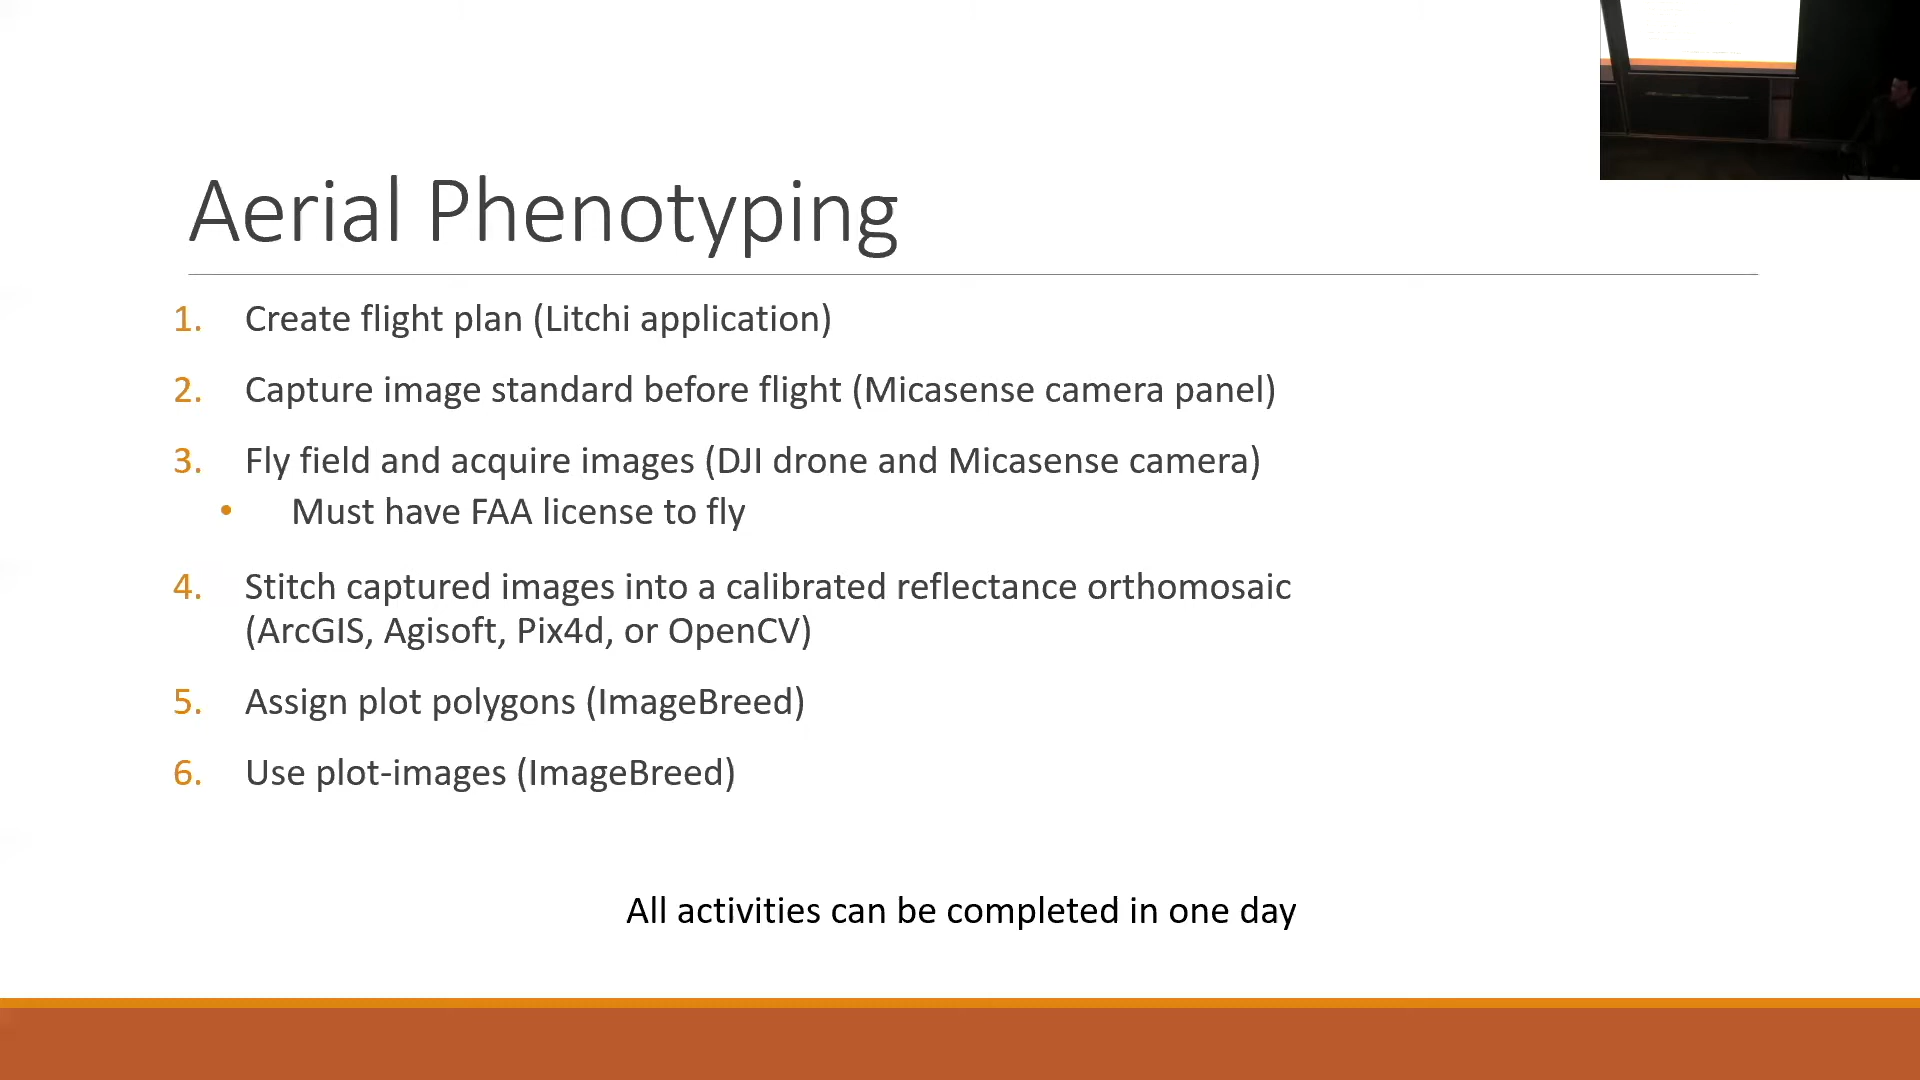 Aerial Phenotyping
1. Create flight plan (Litchi application)
2. Capture image standard before flight (Micasense camera panel)
3. Fly field and acquire images (DJI drone and Micasense camera)
• Must have FAA license to fly
4. Stitch captured images into a calibrated reflectance orthomosaic
(ArcGIS, Agisoft, Pix4d, or OpenCV)
5. Assign plot polygons (ImageBreed)
6. Use plot-images (ImageBreed)
All activities can be completed in one day